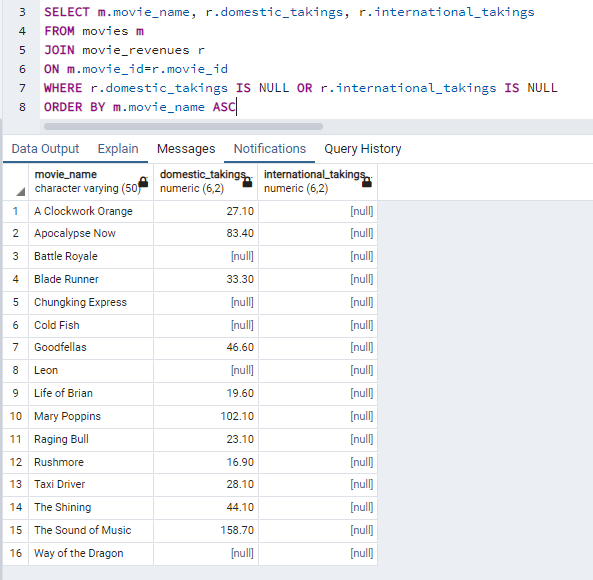 3 SELECT m.movie_name, r.domestic_takings, r.international_takings
4 FROM movies m
5 JOIN movie_revenues r
6 ON m.movie_id=r.movie_id
7 WHERE r.domestic_takings IS NULL OR r.international_takings IS NULL
8 ORDER BY m.movie_name ASC
Data Output Explain Messages Notifications Query History
movie_name domestic_takings international_takings
character varying (50) numeric (6,2) numeric (6,2)
1 A Clockwork Orange 27.10 [null]
2 Apocalypse Now 83.40 [null]
3 Battle Royale [null] [null]
4 Blade Runner 33.30 [null]
5 Chungking Express [null] [null]
6 Cold Fish [null] [null]
7 Goodfellas 46.60 [null]
8 Leon [null] [null]
9 Life of Brian 19.60 [null]
10 Mary Poppins 102.10 [null]
11 Raging Bull 23.10 [null]
12 Rushmore 16.90 [null]
13 Taxi Driver 28.10 [null]
14 The Shining 44.10 [null]
15 The Sound of Music 158.70 [null]
16 Way of the Dragon [null] [null]